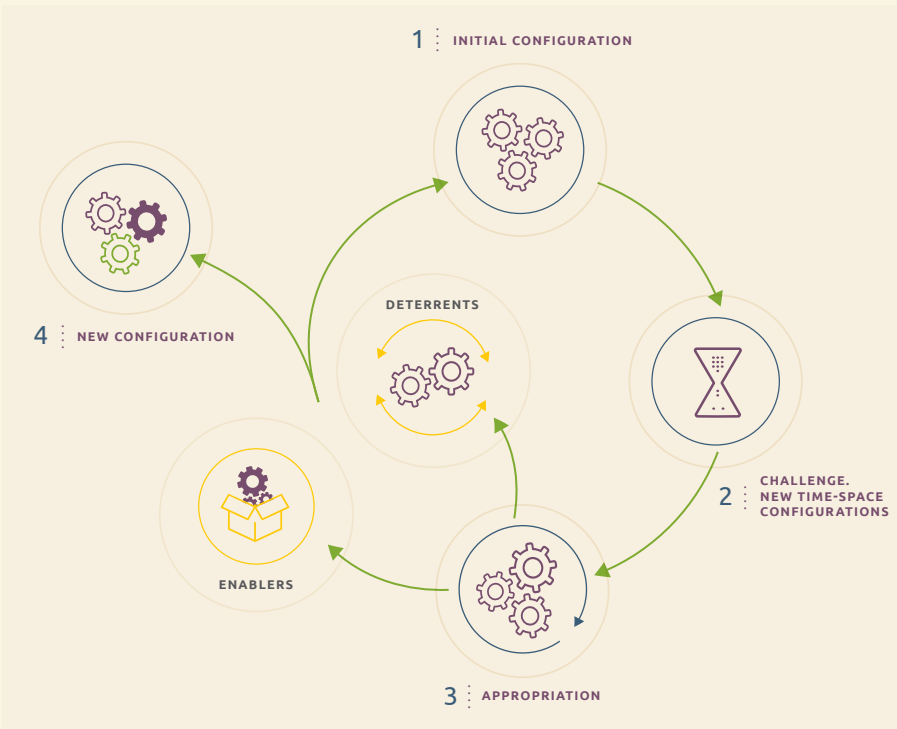 1 INITIAL CONFIGURATION
DETERRENTS
4 NEW CONFIGURATION
2 CHALLENGE.
NEW TIME-SPACE
CONFIGURATIONS
ENABLERS
3 APPROPRIATION